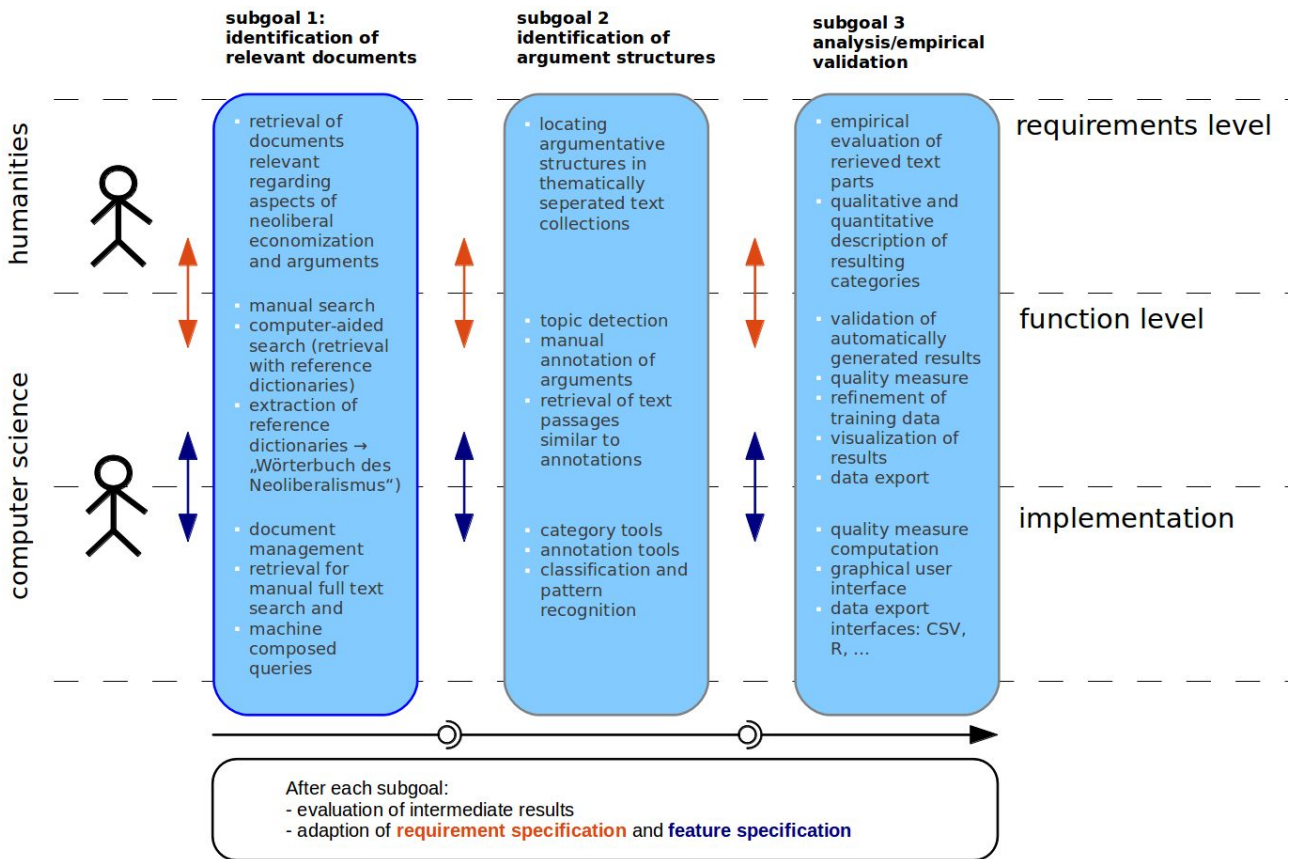 subgoal 1:
identification of
relevant documents
subgoal 2
identification of
argument structures
subgoal 3
analysis/empirical
validation
humanities
computer science
requirements level
function level
implementation
▪ retrieval of
documents
relevant
regarding
aspects of
neoliberal
economization
and arguments
▪ manual search
▪ computer-aided
search (retrieval
with reference
dictionaries)
▪ extraction of
reference
dictionaries →
„Wörterbuch des
Neoliberalismus“)
▪ document
management
▪ retrieval for
manual full text
search and
▪ machine
composed
queries
▪ locating
argumentative
structures in
thematically
seperated text
collections
▪ topic detection
▪ manual
annotation of
arguments
▪ retrieval of text
passages
similar to
annotations
▪ category tools
▪ annotation tools
▪ classification and
pattern
recognition
▪ empirical
evaluation of
rerieved text
parts
▪ qualitative and
quantitative
description of
resulting
categories
▪ validation of
automatically
generated results
▪ quality measure
▪ refinement of
training data
▪ visualization of
results
▪ data export
▪ quality measure
computation
▪ graphical user
interface
▪ data export
interfaces: CSV,
R, ...
After each subgoal:
- evaluation of intermediate results
- adaption of requirement specification and feature specification